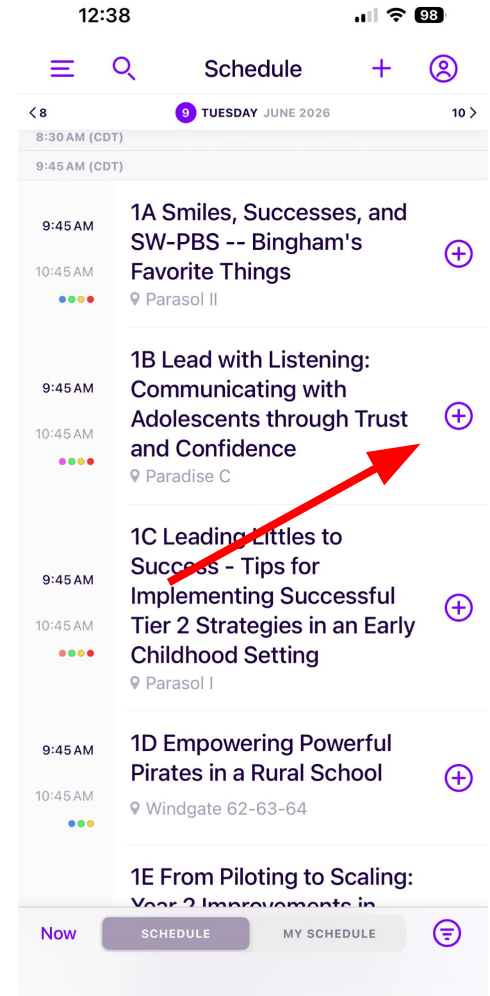 12:38
98
Schedule
8
9 TUESDAY JUNE 2026
10
8:30 AM (CDT)
9:45 AM (CDT)
9:45 AM
10:45 AM
1A Smiles, Successes, and
SW-PBS -- Bingham's
Favorite Things
Parasol II
9:45 AM
10:45 AM
1B Lead with Listening:
Communicating with
Adolescents through Trust
and Confidence
Paradise C
9:45 AM
10:45 AM
1C Leading Littles to
Success - Tips for
Implementing Successful
Tier 2 Strategies in an Early
Childhood Setting
Parasol I
9:45 AM
10:45 AM
1D Empowering Powerful
Pirates in a Rural School
Windgate 62-63-64
1E From Piloting to Scaling:
Year 2 Improvements in
Now
SCHEDULE
MY SCHEDULE